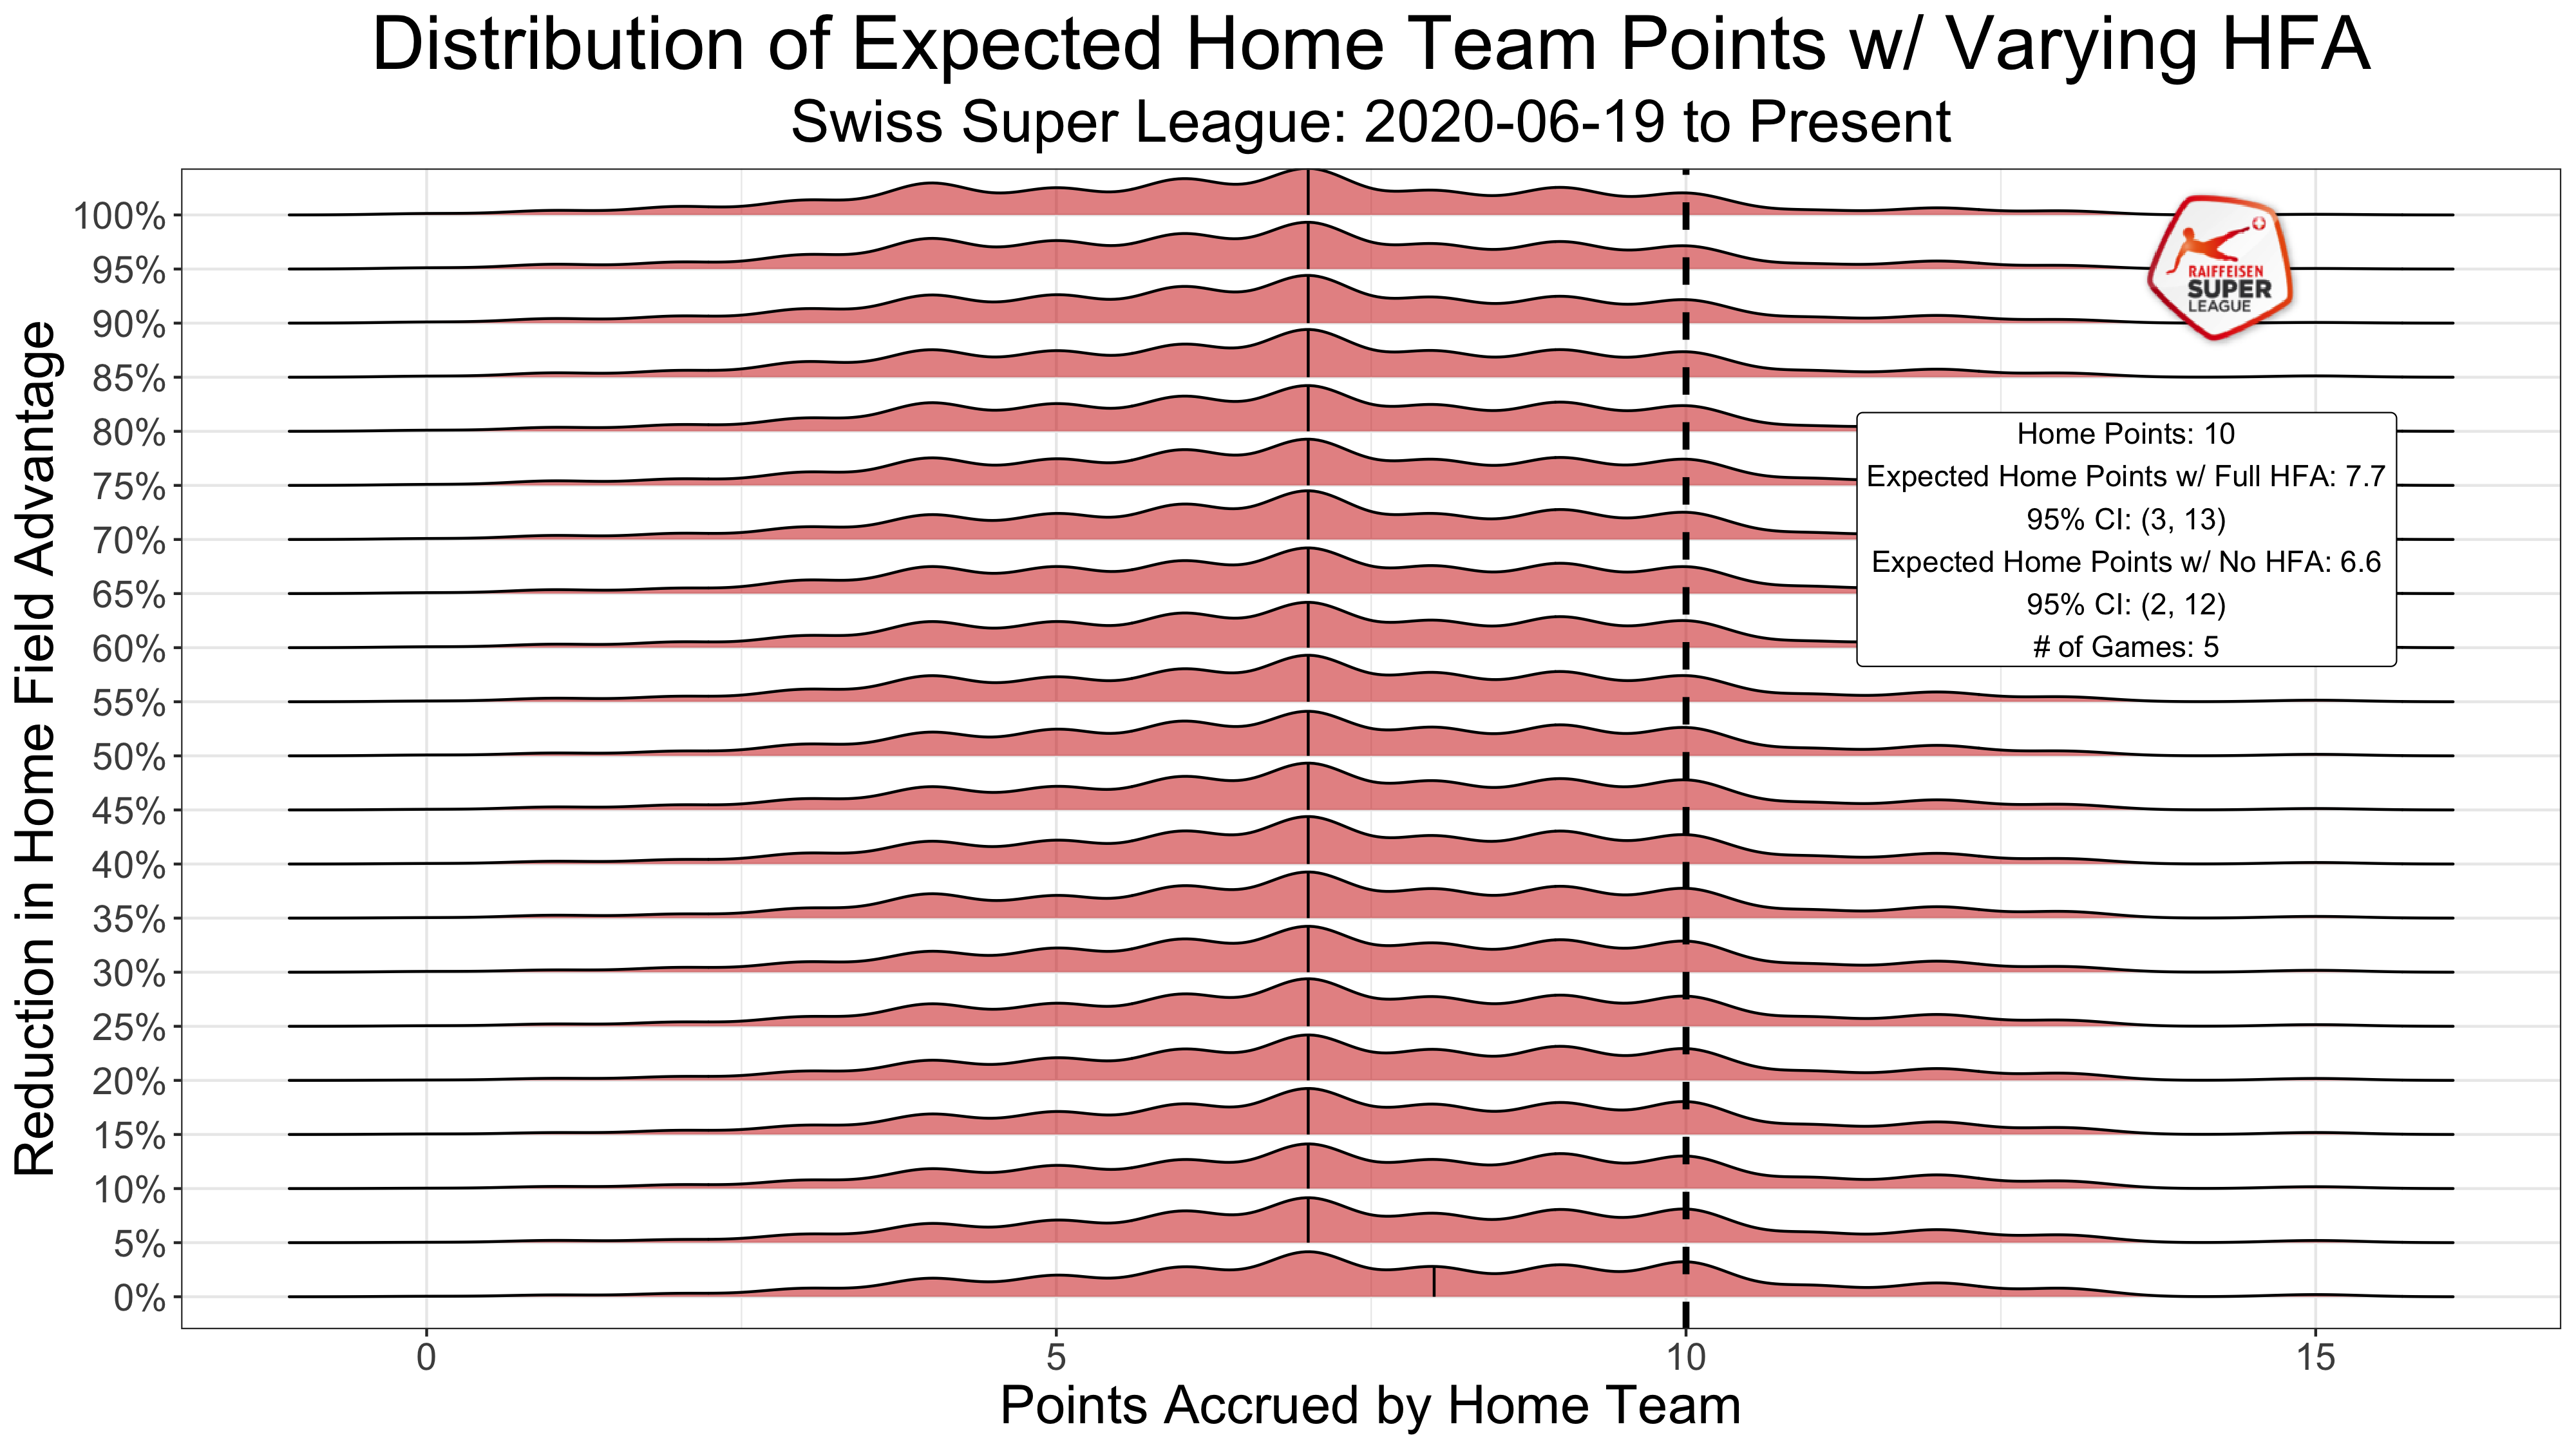 Distribution of Expected Home Team Points w/ Varying HFA
Swiss Super League: 2020-06-19 to Present
Reduction in Home Field Advantage
100%
95%
90%
85%
80%
75%
70%
65%
60%
55%
50%
45%
40%
35%
30%
25%
20%
15%
10%
5%
0%
RAIFFEISEN
SUPER
LEAGUE
Home Points: 10
Expected Home Points w/ Full HFA: 7.7
95% CI: (3, 13)
Expected Home Points w/ No HFA: 6.6
95% CI: (2, 12)
# of Games: 5
0
5
10
15
Points Accrued by Home Team